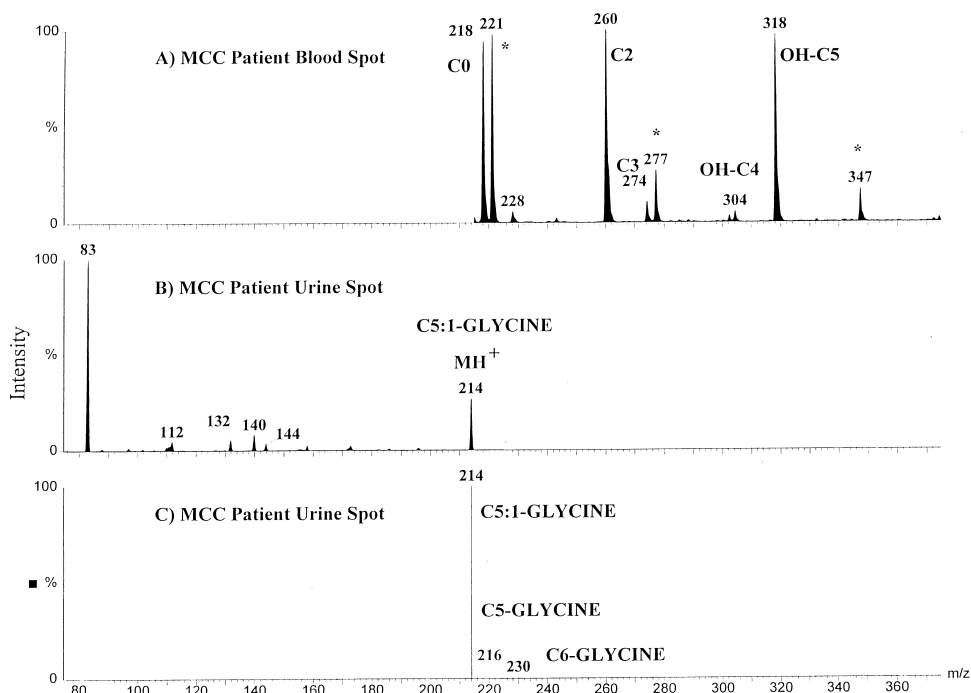 100
218
221
260
318
A) MCC Patient Blood Spot
*
C0
C2
OH-C5
%
*
*
C3
277
OH-C4
347
274
228
304
0
83
100
B) MCC Patient Urine Spot
C5:1-GLYCINE
Intensity
%
MH+
214
112
132
140
144
0
214
100
C) MCC Patient Urine Spot
C5:1-GLYCINE
%
C5-GLYCINE
216
230
C6-GLYCINE
0
80 100 120 140 160 180 200 220 240 260 280 300 320 340 360
m/z